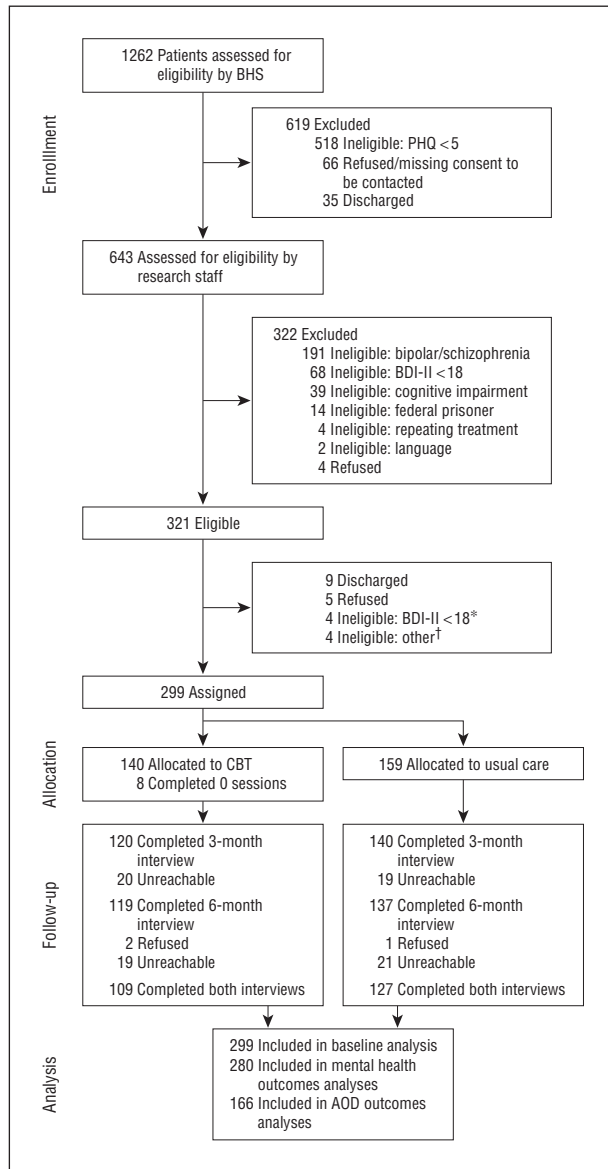 1262 Patients assessed for
eligibility by BHS
Enrolllment
619 Excluded
518 Ineligible: PHQ <5
66 Refused/missing consent to
be contacted
35 Discharged
643 Assessed for eligibility by
research staff
322 Excluded
191 Ineligible: bipolar/schizophrenia
68 Ineligible: BDI-II <18
39 Ineligible: cognitive impairment
14 Ineligible: federal prisoner
4 Ineligible: repeating treatment
2 Ineligible: language
4 Refused
321 Eligible
9 Discharged
5 Refused
4 Ineligible: BDI-II <18*
4 Ineligible: other†
299 Assigned
Allocation
140 Allocated to CBT
8 Completed 0 sessions
159 Allocated to usual care
Follow-up
120 Completed 3-month
interview
20 Unreachable
119 Completed 6-month
interview
2 Refused
19 Unreachable
109 Completed both interviews
140 Completed 3-month
interview
19 Unreachable
137 Completed 6-month
interview
1 Refused
21 Unreachable
127 Completed both interviews
Analysis
299 Included in baseline analysis
280 Included in mental health
outcomes analyses
166 Included in AOD outcomes
analyses